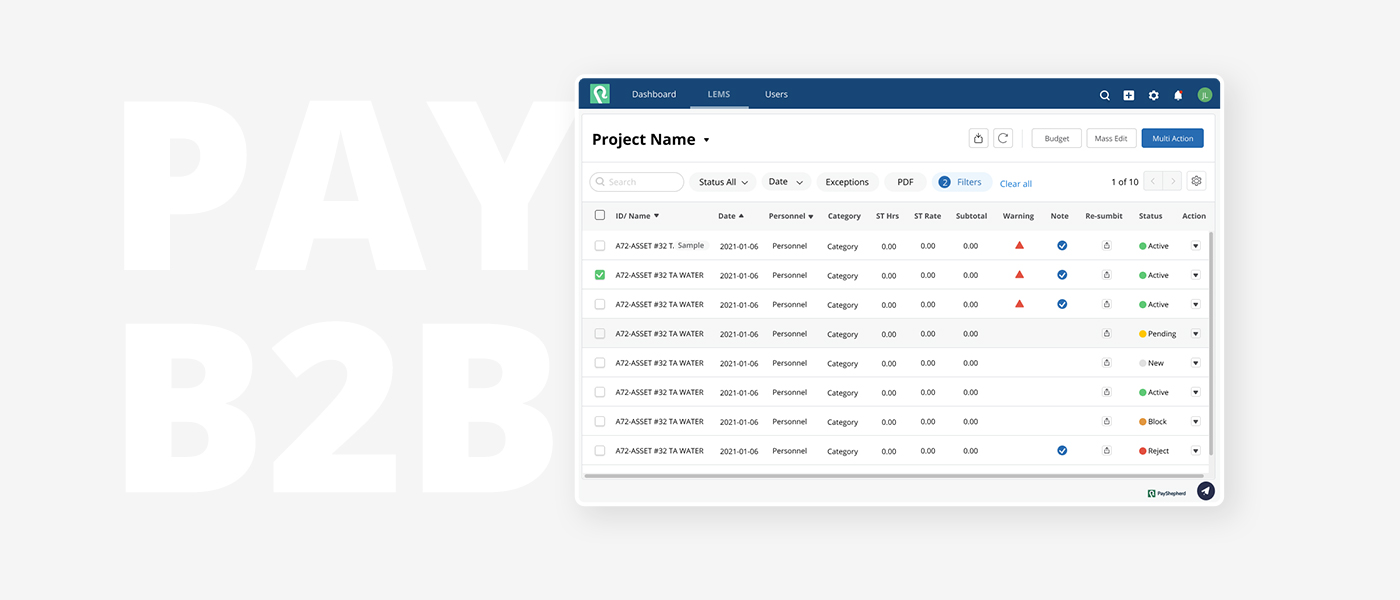 PAY
B2B
Dashboard LEMS Users JL
Project Name Budget Mass Edit Multi Action
Search Status All Date Exceptions PDF 2 Filters Clear all 1 of 10
ID/ Name Date Personnel Category ST Hrs ST Rate Subtotal Warning Note Re-sumbit Status Action
A72-ASSET #32 T. Sample 2021-01-06 Personnel Category 0.00 0.00 0.00 Active
A72-ASSET #32 TA WATER 2021-01-06 Personnel Category 0.00 0.00 0.00 Active
A72-ASSET #32 TA WATER 2021-01-06 Personnel Category 0.00 0.00 0.00 Active
A72-ASSET #32 TA WATER 2021-01-06 Personnel Category 0.00 0.00 0.00 Pending
A72-ASSET #32 TA WATER 2021-01-06 Personnel Category 0.00 0.00 0.00 New
A72-ASSET #32 TA WATER 2021-01-06 Personnel Category 0.00 0.00 0.00 Active
A72-ASSET #32 TA WATER 2021-01-06 Personnel Category 0.00 0.00 0.00 Block
A72-ASSET #32 TA WATER 2021-01-06 Personnel Category 0.00 0.00 0.00 Reject
PayShepherd